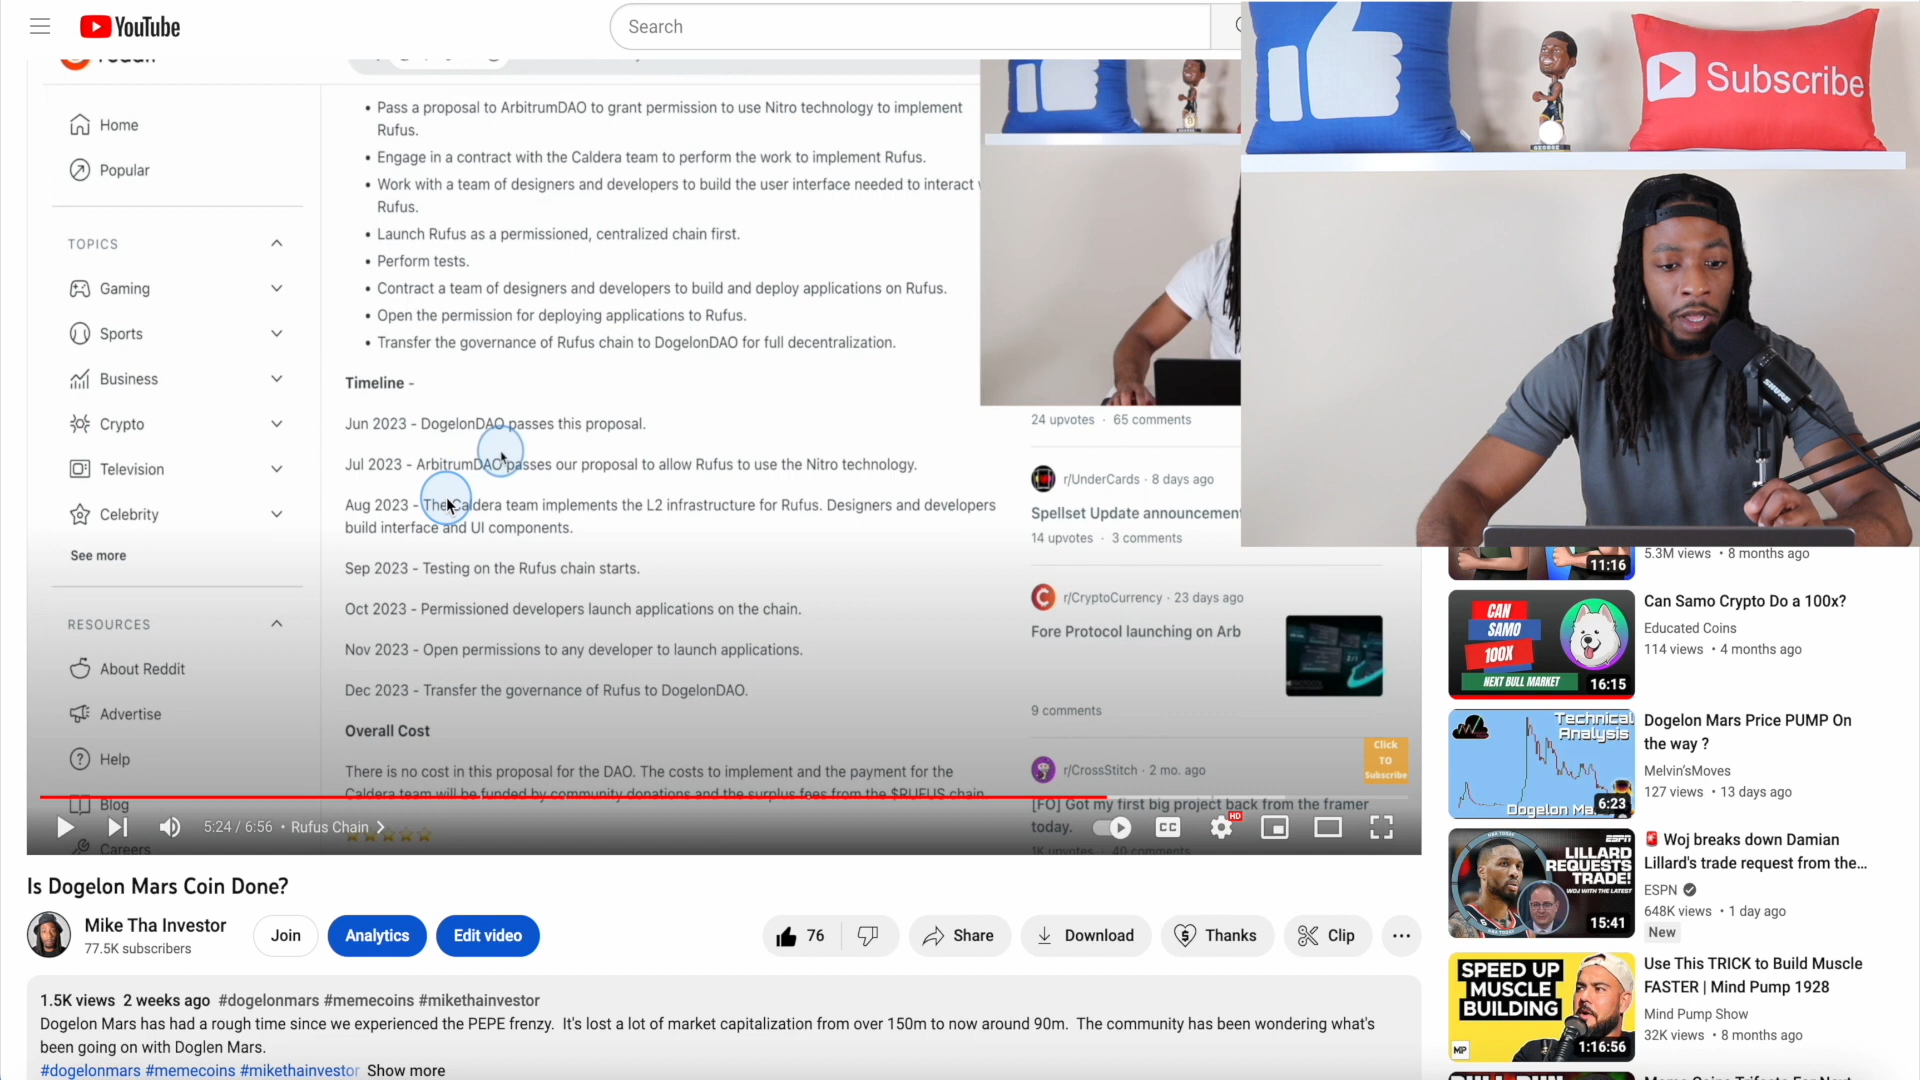 YouTube
Search
Subscribe
GEORGE
SHURE
Home
Popular
TOPICS
Gaming
Sports
Business
Crypto
Television
Celebrity
See more
RESOURCES
About Reddit
Advertise
Help
Blog
Careers
• Pass a proposal to ArbitrumDAO to grant permission to use Nitro technology to implement
Rufus.
• Engage in a contract with the Caldera team to perform the work to implement Rufus.
• Work with a team of designers and developers to build the user interface needed to interact
Rufus.
• Launch Rufus as a permissioned, centralized chain first.
• Perform tests.
• Contract a team of designers and developers to build and deploy applications on Rufus.
• Open the permission for deploying applications to Rufus.
• Transfer the governance of Rufus chain to DogelonDAO for full decentralization.
Timeline -
Jun 2023 - DogelonDAO passes this proposal.
Jul 2023 - ArbitrumDAO passes our proposal to allow Rufus to use the Nitro technology.
Aug 2023 - The Caldera team implements the L2 infrastructure for Rufus. Designers and developers
build interface and UI components.
Sep 2023 - Testing on the Rufus chain starts.
Oct 2023 - Permissioned developers launch applications on the chain.
Nov 2023 - Open permissions to any developer to launch applications.
Dec 2023 - Transfer the governance of Rufus to DogelonDAO.
Overall Cost
There is no cost in this proposal for the DAO. The costs to implement and the payment for the
Caldera team will be funded by community donations and the surplus fees from the $RUFUS chain
24 upvotes · 65 comments
r/UnderCards · 8 days ago
Spellset Update announcement
14 upvotes · 3 comments
r/CryptoCurrency · 23 days ago
Fore Protocol launching on Arb
9 comments
r/CrossStitch · 2 mo. ago
[FO] Got my first big project back from the framer
today.
1K upvotes · 40 comments
Click
TO
Subscribe
5:24 / 6:56 • Rufus Chain
CC
HD
Is Dogelon Mars Coin Done?
Mike Tha Investor
77.5K subscribers
Join
Analytics
Edit video
76
Share
Download
Thanks
Clip
1.5K views 2 weeks ago #dogelonmars #memecoins #mikethainvestor
Dogelon Mars has had a rough time since we experienced the PEPE frenzy. It's lost a lot of market capitalization from over 150m to now around 90m. The community has been wondering what's
been going on with Doglen Mars.
#dogelonmars #memecoins #mikethainvestor Show more
11:16
5.3M views • 8 months ago
CAN
SAMO
100X
NEXT BULL MARKET
16:15
Can Samo Crypto Do a 100x?
Educated Coins
114 views • 4 months ago
Technical
Analysis
Dogelon Ma
6:23
Dogelon Mars Price PUMP On
the way ?
Melvin'sMoves
127 views • 13 days ago
NBA TODAY
ESPN
LILLARD
REQUESTS
TRADE!
WOJ WITH THE LATEST
15:41
🚨 Woj breaks down Damian
Lillard's trade request from the...
ESPN
648K views • 1 day ago
New
SPEED UP
MUSCLE
BUILDING
MP
1:16:56
Use This TRICK to Build Muscle
FASTER | Mind Pump 1928
Mind Pump Show
32K views • 8 months ago